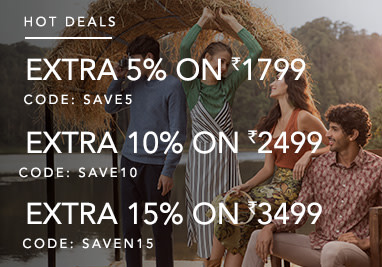 HOT DEALS
EXTRA 5% ON ₹1799
CODE: SAVE5
EXTRA 10% ON ₹2499
CODE: SAVE10
EXTRA 15% ON ₹3499
CODE: SAVEN15